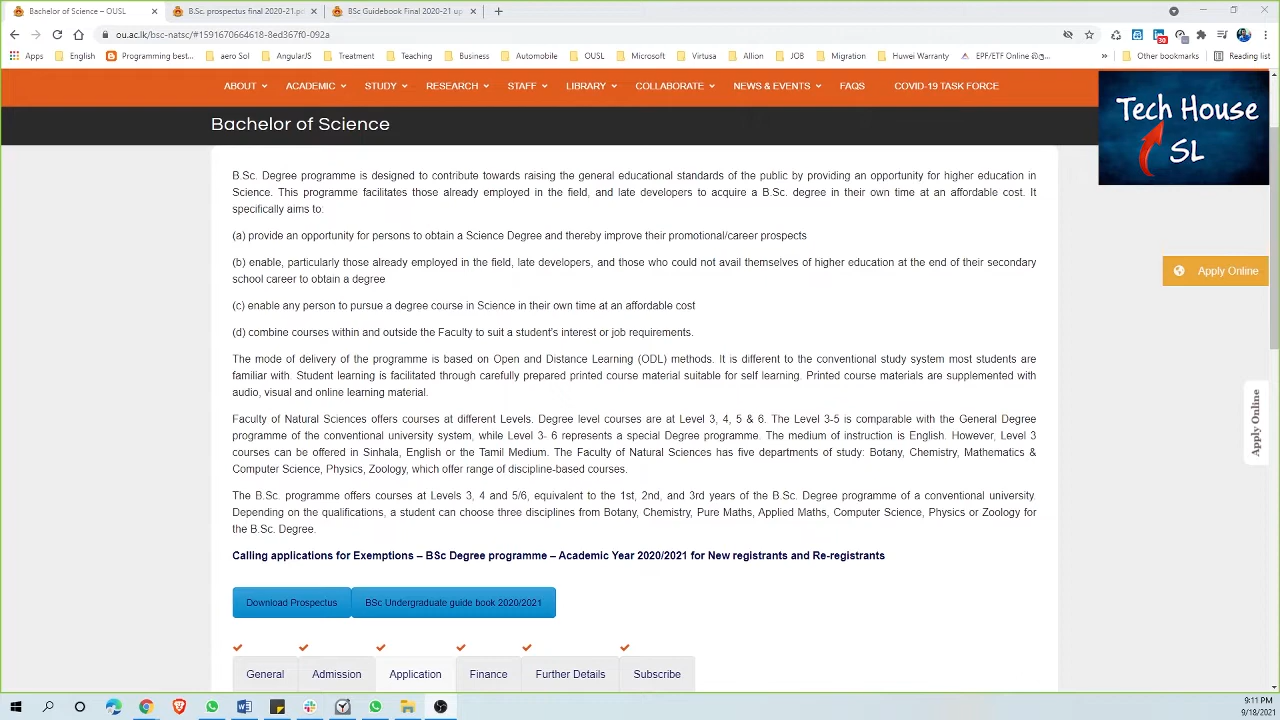 Bachelor of Science – OUSL
B.Sc. prospectus final 2020-21.pd
BSc Guidebook Final 2020-21 up
ou.ac.lk/bsc-natsc/#1591670664618-8ed367f0-092a
Apps English Programming best... aero Sol AngularJS Treatment Teaching Business Automobile OUSL Microsoft Virtusa Allion JOB Migration Huawei Warranty » Other bookmarks Reading list
ABOUT ACADEMIC STUDY RESEARCH STAFF LIBRARY COLLABORATE NEWS & EVENTS FAQS COVID-19 TASK FORCE
Tech House
SL
Bachelor of Science
B.Sc. Degree programme is designed to contribute towards raising the general educational standards of the public by providing an opportunity for higher education in
Science. This programme facilitates those already employed in the field, and late developers to acquire a B.Sc. degree in their own time at an affordable cost. It
specifically aims to:
(a) provide an opportunity for persons to obtain a Science Degree and thereby improve their promotional/career prospects
(b) enable, particularly those already employed in the field, late developers, and those who could not avail themselves of higher education at the end of their secondary
school career to obtain a degree
Apply Online
(c) enable any person to pursue a degree course in Science in their own time at an affordable cost
(d) combine courses within and outside the Faculty to suit a student's interest or job requirements.
The mode of delivery of the programme is based on Open and Distance Learning (ODL) methods. It is different to the conventional study system most students are
familiar with. Student learning is facilitated through carefully prepared printed course material suitable for self learning. Printed course materials are supplemented with
audio, visual and online learning material.
Apply Online
Faculty of Natural Sciences offers courses at different Levels. Degree level courses are at Level 3, 4, 5 & 6. The Level 3-5 is comparable with the General Degree
programme of the conventional university system, while Level 3- represents a special Degree programme. The medium of instruction is English. However, Level 3
courses can be offered in Sinhala, English or the Tamil Medium. The Faculty of Natural Sciences has five departments of study: Botany, Chemistry, Mathematics &
Computer Science, Physics, Zoology, which offer range of discipline-based courses.
The B.Sc. programme offers courses at Levels 3, 4 and 5/6, equivalent to the 1st, 2nd, and 3rd years of the B.Sc. Degree programme of a conventional university.
Depending on the qualifications, a student can choose three disciplines from Botany, Chemistry, Pure Maths, Applied Maths, Computer Science, Physics or Zoology for
the B.Sc. Degree.
Calling applications for Exemptions – BSc Degree programme – Academic Year 2020/2021 for New registrants and Re-registrants
Download Prospectus BSc Undergraduate guide book 2020/2021
General Admission Application Finance Further Details Subscribe
9:11 PM
9/18/2021